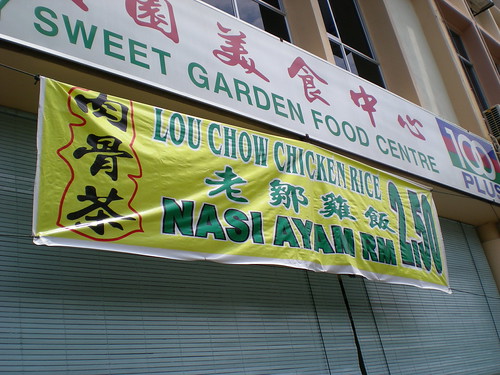 園美食中心
SWEET GARDEN FOOD CENTRE
100
PLUS
肉骨茶
LOU CHOW CHICKEN RICE
老鄒雞飯
NASI AYAM RM 2.50